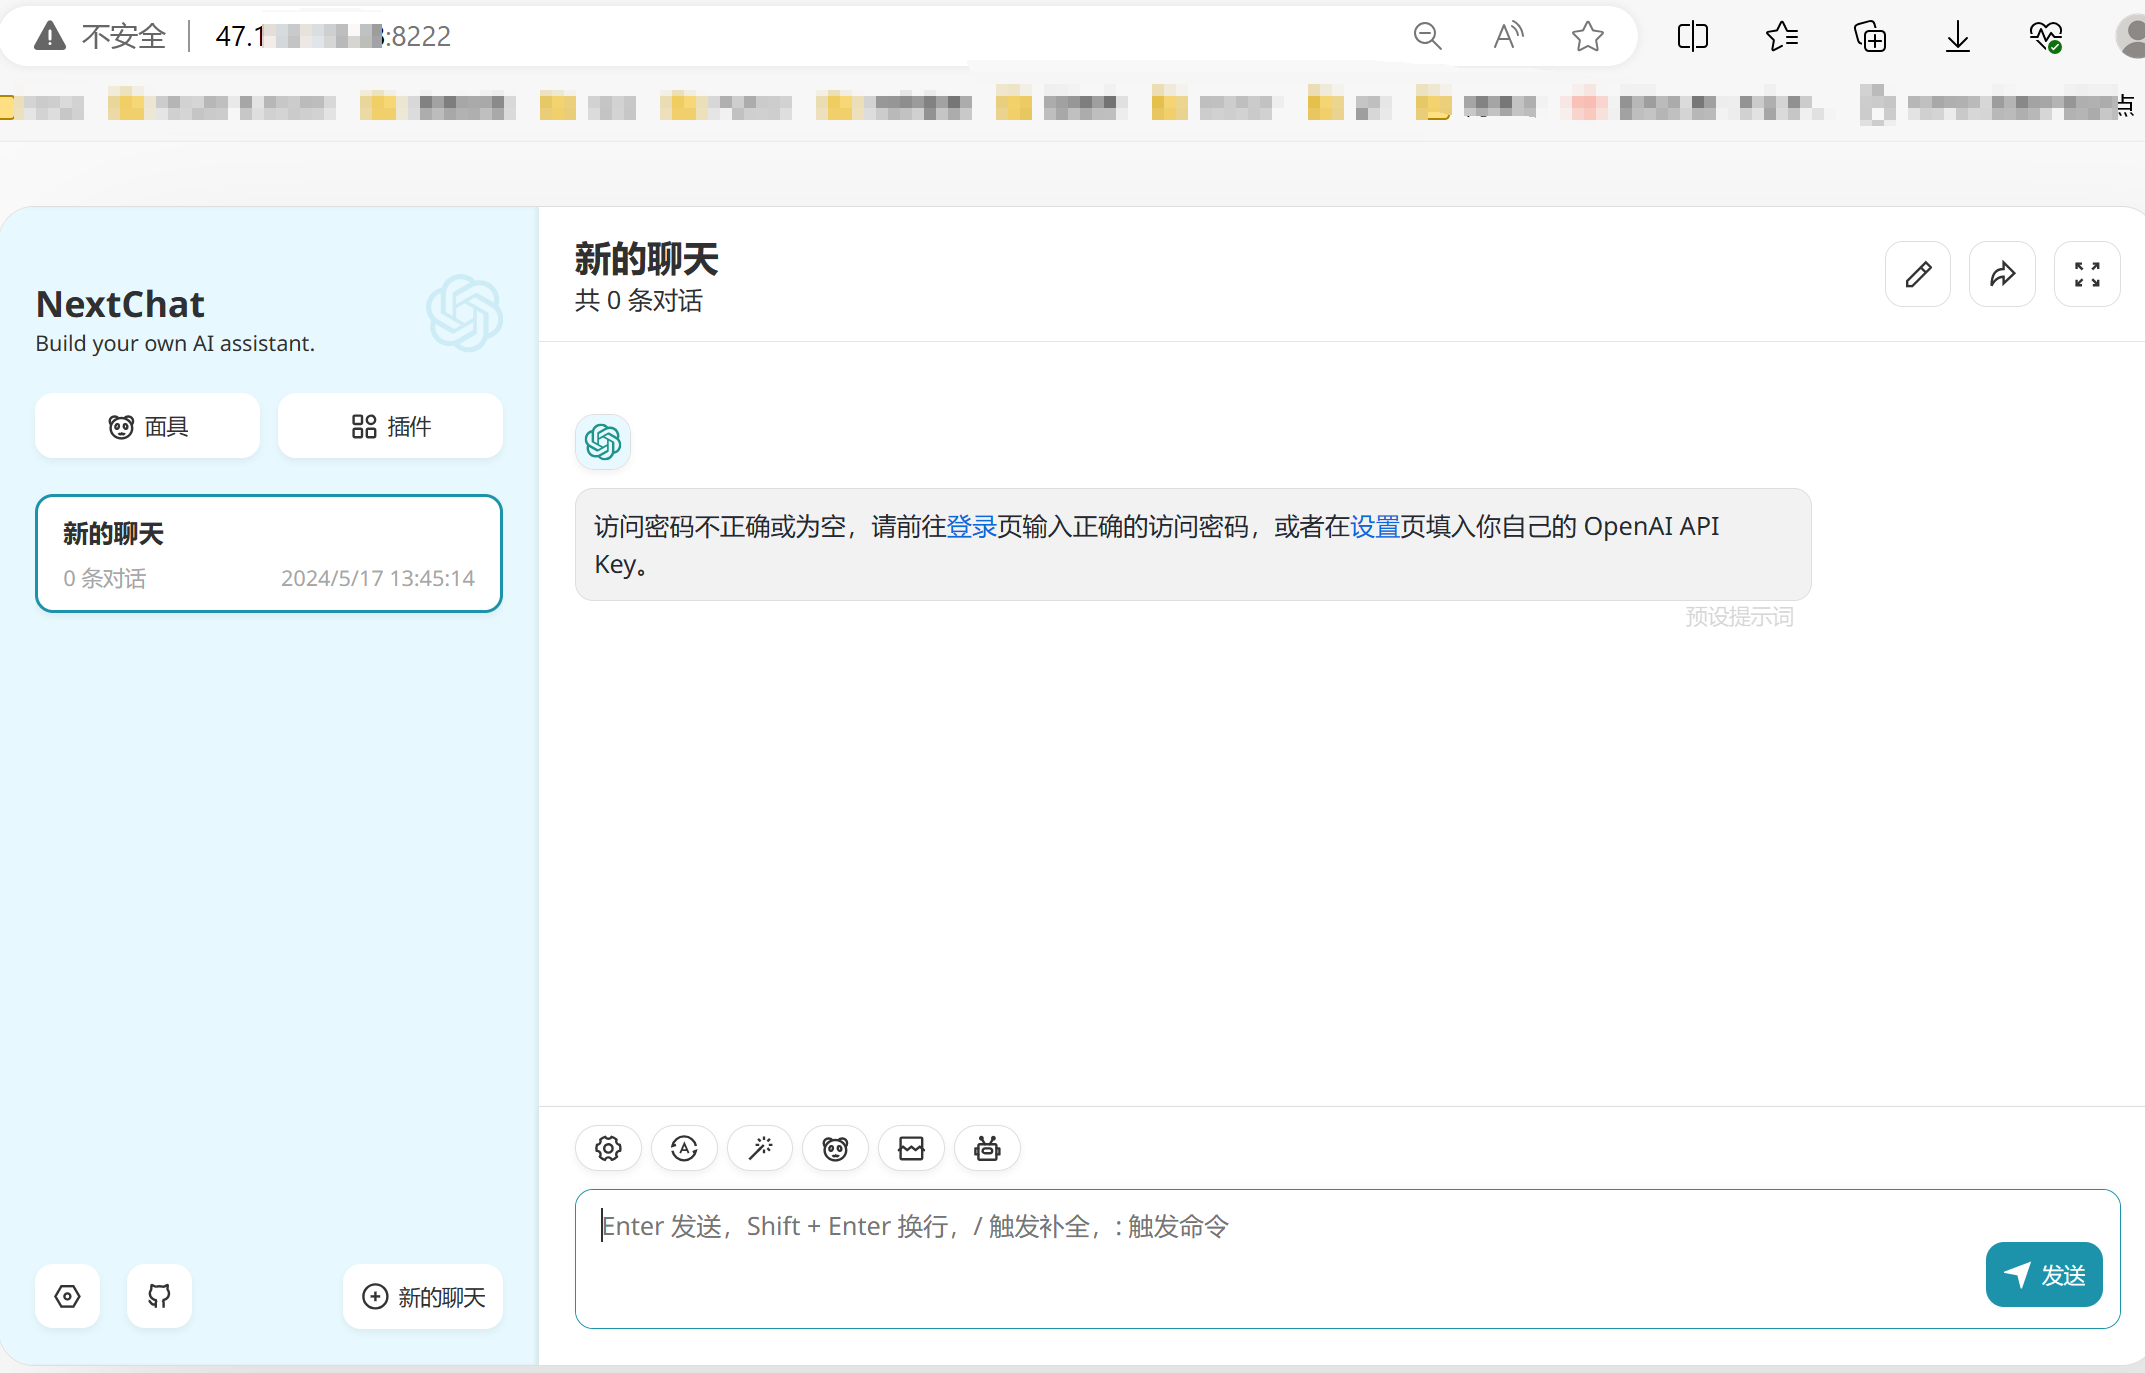 不安全
47.1
:8222
点
NextChat
Build your own AI assistant.
面具
插件
新的聊天
0 条对话
2024/5/17 13:45:14
新的聊天
新的聊天
共 0 条对话
访问密码不正确或为空，请前往登录页输入正确的访问密码，或者在设置页填入你自己的 OpenAI API
Key。
预设提示词
Enter 发送，Shift + Enter 换行，/ 触发补全，: 触发命令
发送